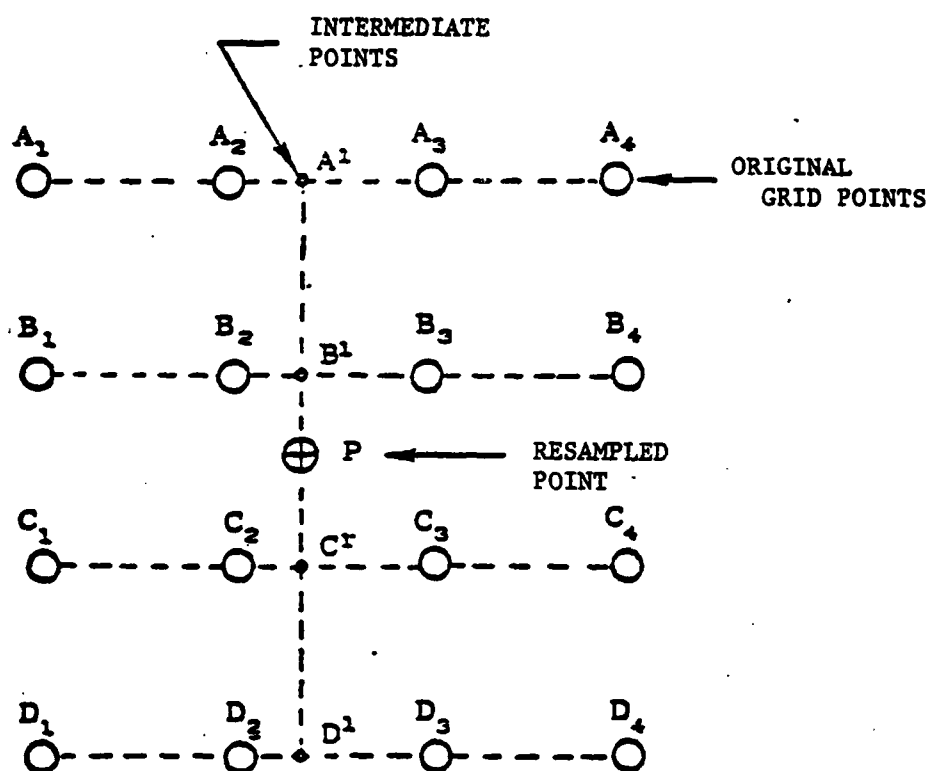 INTERMEDIATE
POINTS
A₁ A₂ A¹ A₃ A₄
ORIGINAL
GRID POINTS
B₁ B₂ B¹ B₃ B₄
P
RESAMPLED
POINT
C₁ C₂ Cʳ C₃ C₄
D₁ D₂ D¹ D₃ D₄